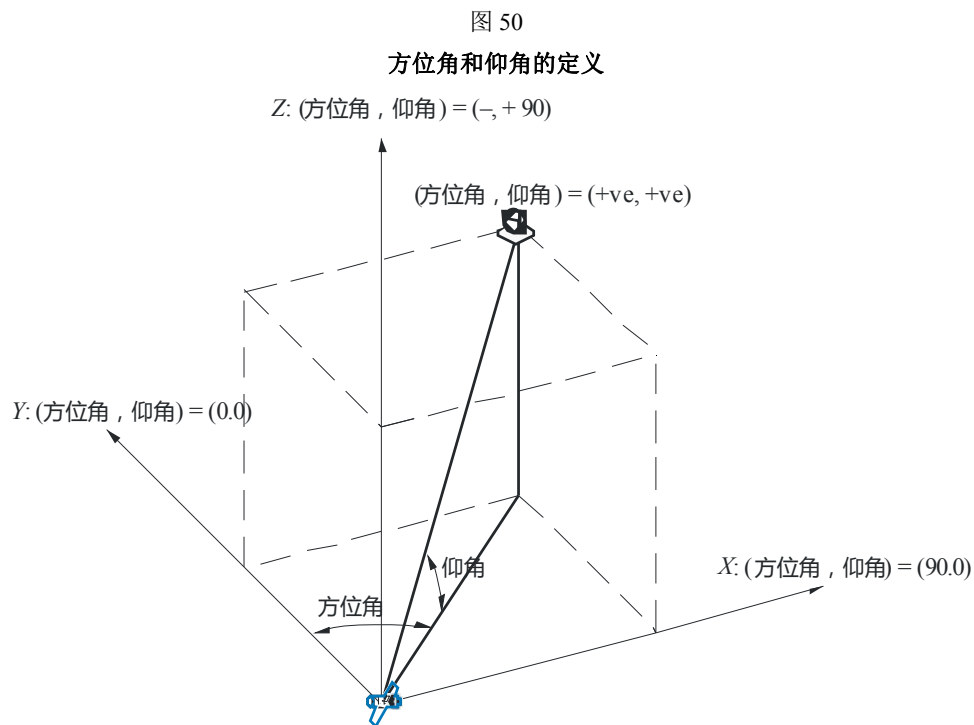 图 50
方位角和仰角的定义
Z: (方位角，仰角) = (–, + 90)
(方位角，仰角) = (+ve, +ve)
Y: (方位角，仰角) = (0.0)
仰角
X: (方位角，仰角) = (90.0)
方位角